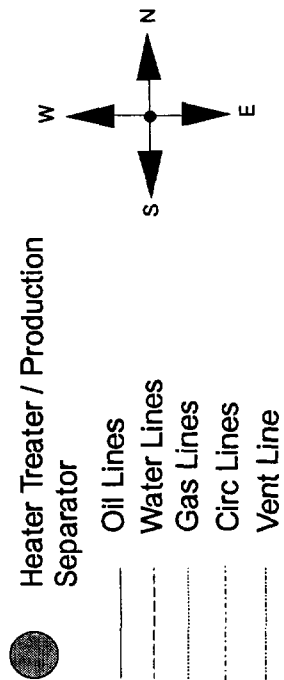 Heater Treater / Production
Separator
Oil Lines
Water Lines
Gas Lines
Circ Lines
Vent Line
W
N
S
E